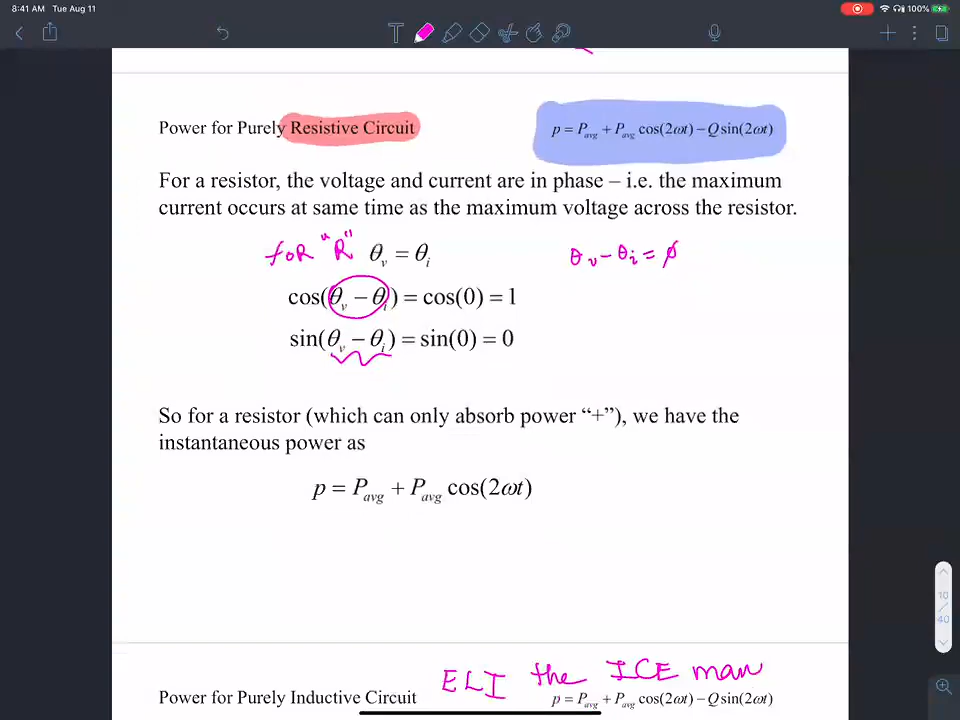 8:41 AM Tue Aug 11
100%
Power for Purely Resistive Circuit
p = P_avg + P_avg cos(2ωt) − Q sin(2ωt)
For a resistor, the voltage and current are in phase – i.e. the maximum
current occurs at same time as the maximum voltage across the resistor.
for "R" θ_v = θ_i
θ_v − θ_i = ∅
cos(θ_v − θ_i) = cos(0) = 1
sin(θ_v − θ_i) = sin(0) = 0
So for a resistor (which can only absorb power “+”), we have the
instantaneous power as
p = P_avg + P_avg cos(2ωt)
10
/
40
ELI the ICE man
Power for Purely Inductive Circuit
p = P_avg + P_avg cos(2ωt) − Q sin(2ωt)